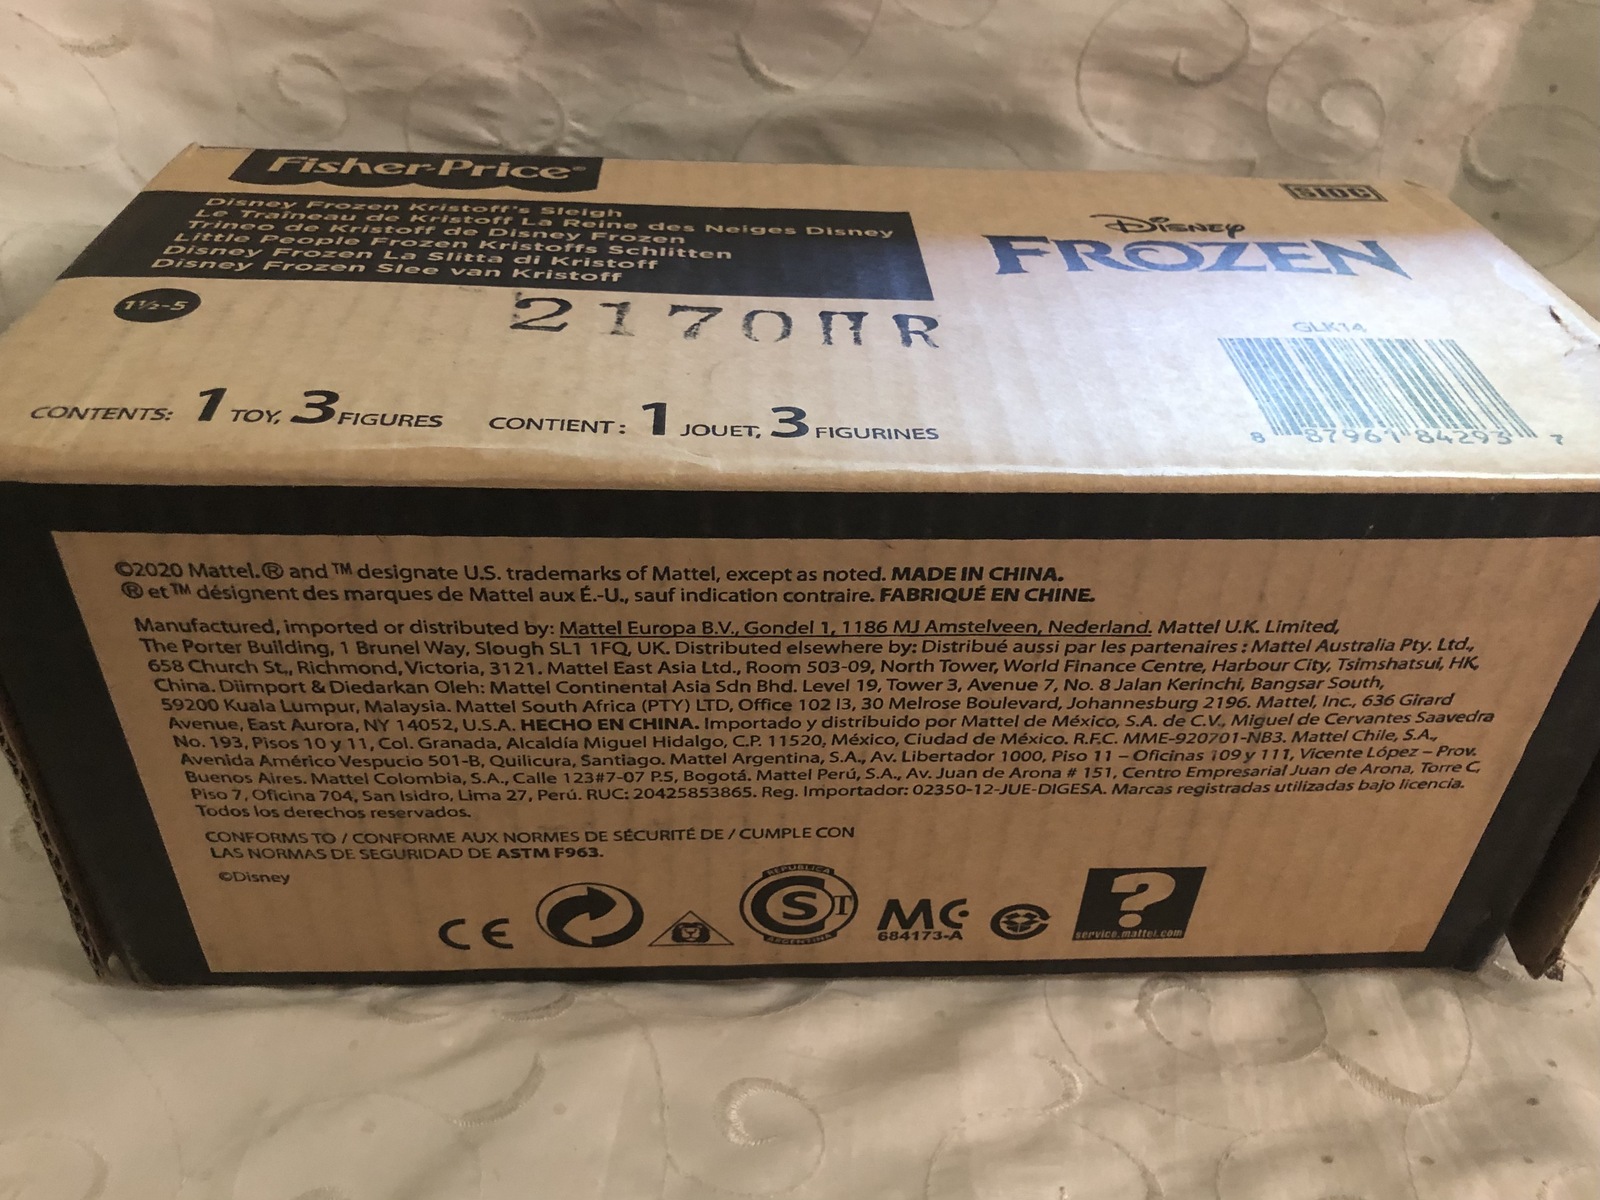 Fisher-Price®
SIOC
Disney Frozen Kristoff's Sleigh
Le Traîneau de Kristoff La Reine des Neiges Disney
Trineo de Kristoff de Disney Frozen
Little People Frozen Kristoffs Schlitten
Disney Frozen La Slitta di Kristoff
Disney Frozen Slee van Kristoff
Disney
FROZEN
1½-5
2170 R
GLK14
CONTENTS: 1 TOY, 3 FIGURES CONTIENT : 1 JOUET, 3 FIGURINES
8 87961 84293 7
©2020 Mattel.® and ™ designate U.S. trademarks of Mattel, except as noted. MADE IN CHINA.
® et ™ désignent des marques de Mattel aux É.-U., sauf indication contraire. FABRIQUÉ EN CHINE.
Manufactured, imported or distributed by: Mattel Europa B.V., Gondel 1, 1186 MJ Amstelveen, Nederland. Mattel U.K. Limited,
The Porter Building, 1 Brunel Way, Slough SL1 1FQ, UK. Distributed elsewhere by: Distribué aussi par les partenaires : Mattel Australia Pty. Ltd.,
658 Church St., Richmond, Victoria, 3121. Mattel East Asia Ltd., Room 503-09, North Tower, World Finance Centre, Harbour City, Tsimshatsui, HK,
China. Diimport & Diedarkan Oleh: Mattel Continental Asia Sdn Bhd. Level 19, Tower 3, Avenue 7, No. 8 Jalan Kerinchi, Bangsar South,
59200 Kuala Lumpur, Malaysia. Mattel South Africa (PTY) LTD, Office 102 I3, 30 Melrose Boulevard, Johannesburg 2196. Mattel, Inc., 636 Girard
Avenue, East Aurora, NY 14052, U.S.A. HECHO EN CHINA. Importado y distribuido por Mattel de México, S.A. de C.V., Miguel de Cervantes Saavedra
No. 193, Pisos 10 y 11, Col. Granada, Alcaldía Miguel Hidalgo, C.P. 11520, México, Ciudad de México. R.F.C. MME-920701-NB3. Mattel Chile, S.A.,
Avenida Américo Vespucio 501-B, Quilicura, Santiago. Mattel Argentina, S.A., Av. Libertador 1000, Piso 11 – Oficinas 109 y 111, Vicente López – Prov.
Buenos Aires. Mattel Colombia, S.A., Calle 123#7-07 P.5, Bogotá. Mattel Perú, S.A., Av. Juan de Arona # 151, Centro Empresarial Juan de Arona, Torre C,
Piso 7, Oficina 704, San Isidro, Lima 27, Perú. RUC: 20425853865. Reg. Importador: 02350-12-JUE-DIGESA. Marcas registradas utilizadas bajo licencia.
Todos los derechos reservados.
CONFORMS TO / CONFORME AUX NORMES DE SÉCURITÉ DE / CUMPLE CON
LAS NORMAS DE SEGURIDAD DE ASTM F963.
©Disney
REPUBLICA
CE S I MC ?
ARGENTINA
684173-A
service.mattel.com